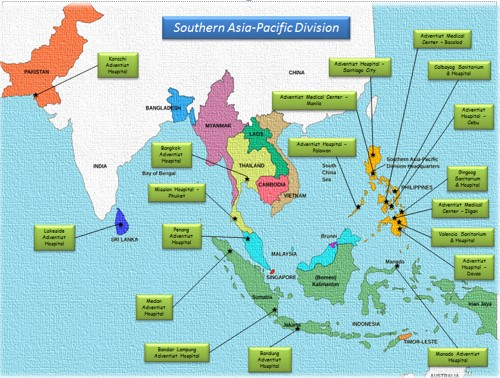 Southern Asia-Pacific Division
Karachi
Adventist
Hospital
PAKISTAN
CHINA
Adventist Hospital –
Santiago City
Adventist Medical
Center – Bacolod
Calbayog Sanitarium
& Hospital
Adventist Medical Center –
Manila
Adventist
Hospital –
Cebu
BANGLADESH
MYANMAR
LAOS
Bangkok
Adventist
Hospital
Adventist Hospital –
Palawan
Southern Asia-Pacific
Division Headquarters
INDIA
Bay of Bengal
THAILAND
South
China
Sea
Gingoog
Sanitarium
& Hospital
Mission Hospital –
Phuket
CAMBODIA
VIETNAM
PHILIPPINES
Adventist Medical
Center – Iligan
Lakeside
Adventist
Hospital
SRI LANKA
Penang
Adventist
Hospital
Brunei
Valencia Sanitarium
& Hospital
MALAYSIA
Manado
Adventist
Hospital –
Davao
SINGAPORE
(Borneo)
Kalimantan
Medan
Adventist
Hospital
Sumatra
Irian Jaya
Jakarta
INDONESIA
TIMOR-LESTE
Bandar Lampung
Adventist Hospital
Bandung
Adventist
Hospital
Manado Adventist
Hospital
AUSTRALIA